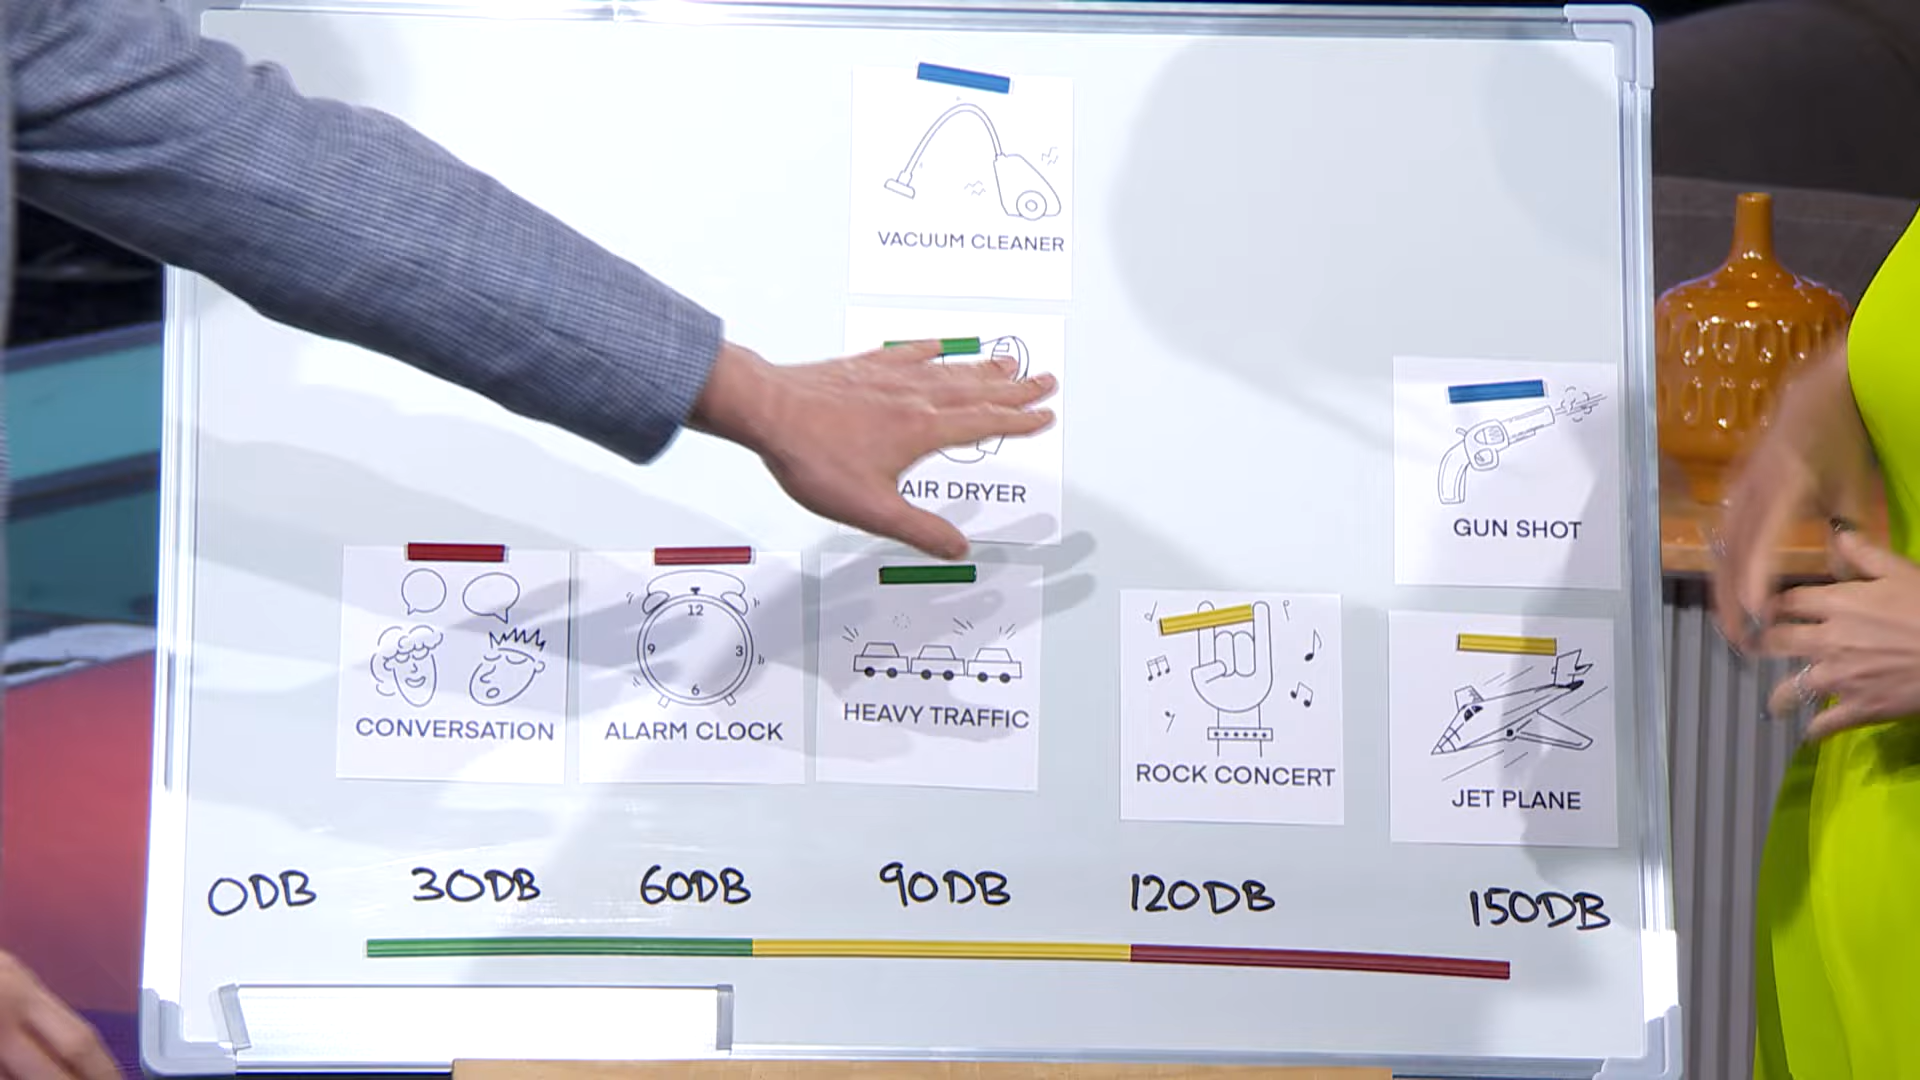 VACUUM CLEANER
AIR DRYER
GUN SHOT
12
9 3
6
CONVERSATION
ALARM CLOCK
HEAVY TRAFFIC
ROCK CONCERT
JET PLANE
0DB 30DB 60DB 90DB 120DB 150DB